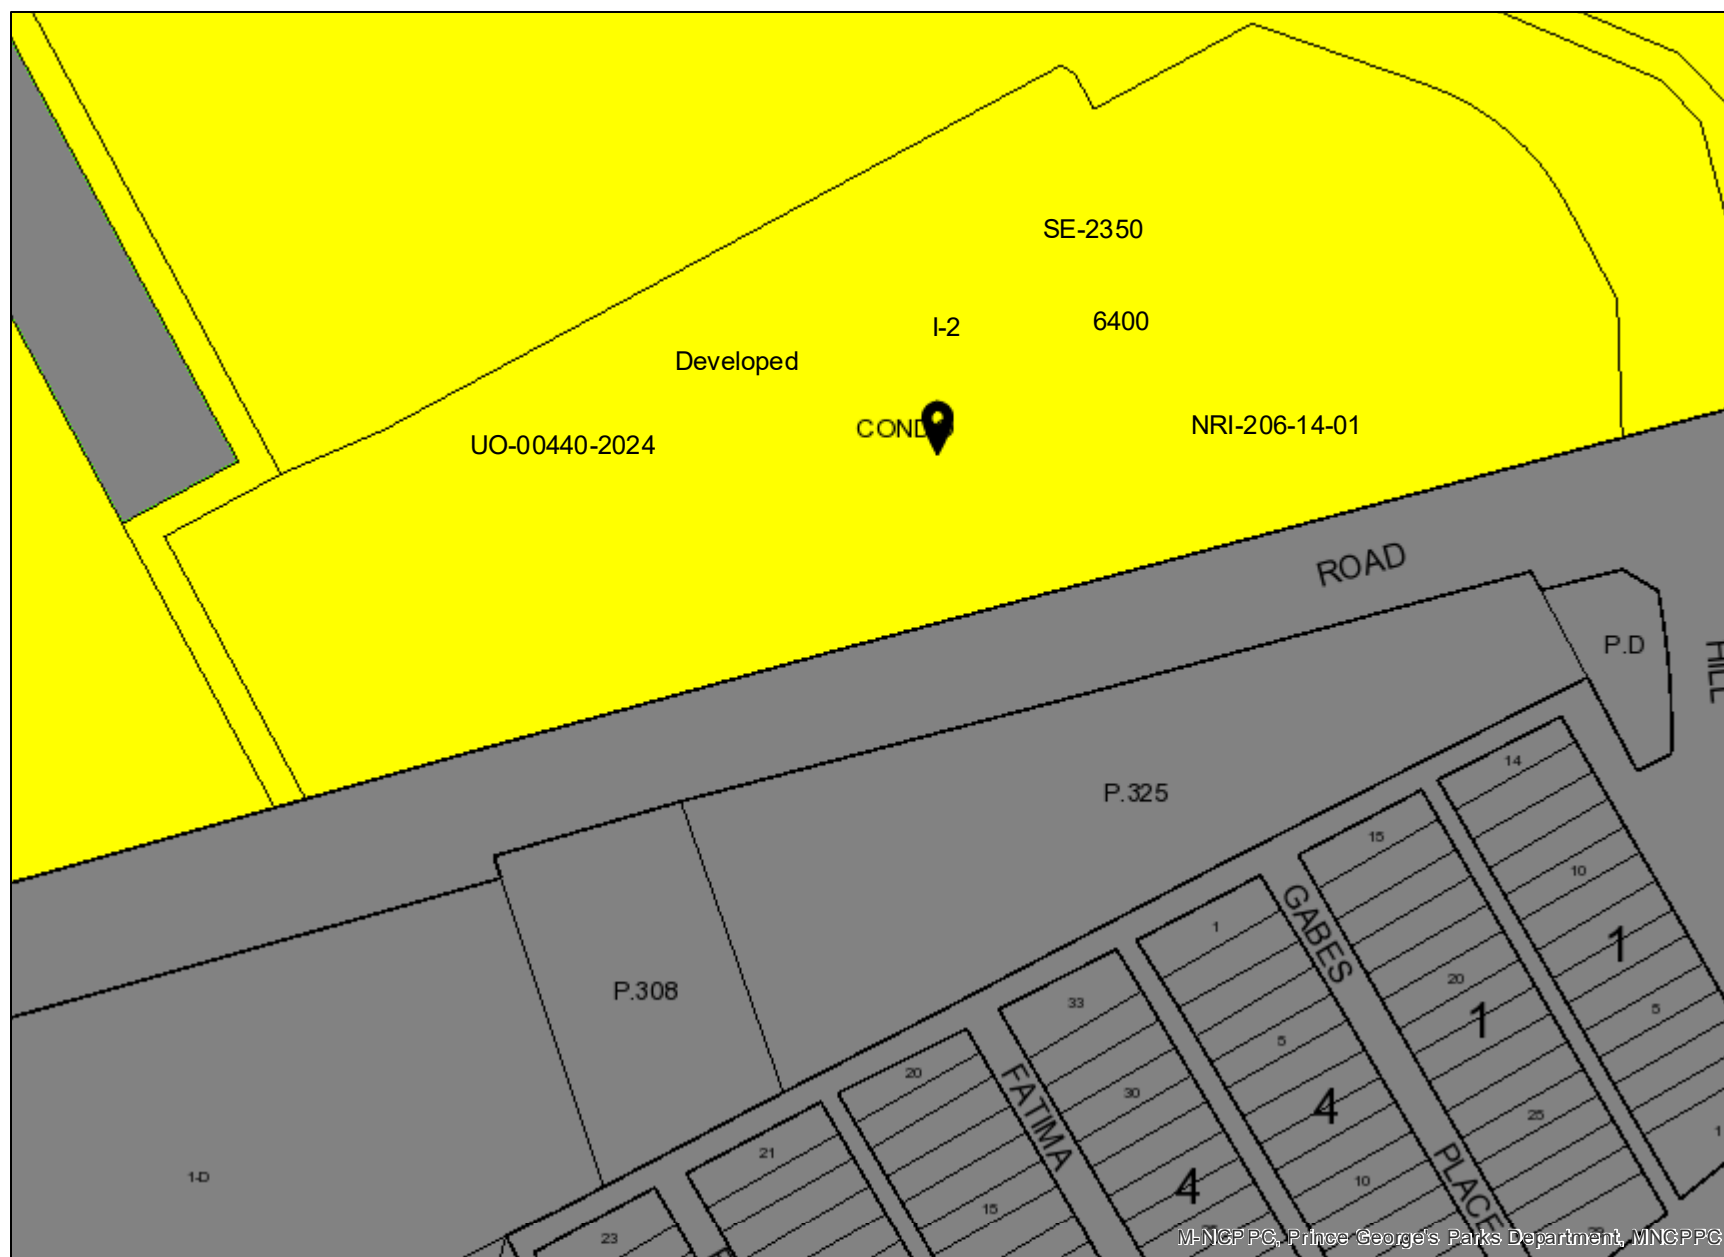 SE-2350
I-2
6400
Developed
NRI-206-14-01
UO-00440-2024
ROAD
P.D
HILL
14
P.325
15
10
GABES
1
1
P.308
20
33
5
1
5
20
FATIMA
30
4
25
21
1-D
10
PLACE
4
15
23
M-NCPPC, Prince George's Parks Department, MNCPPC